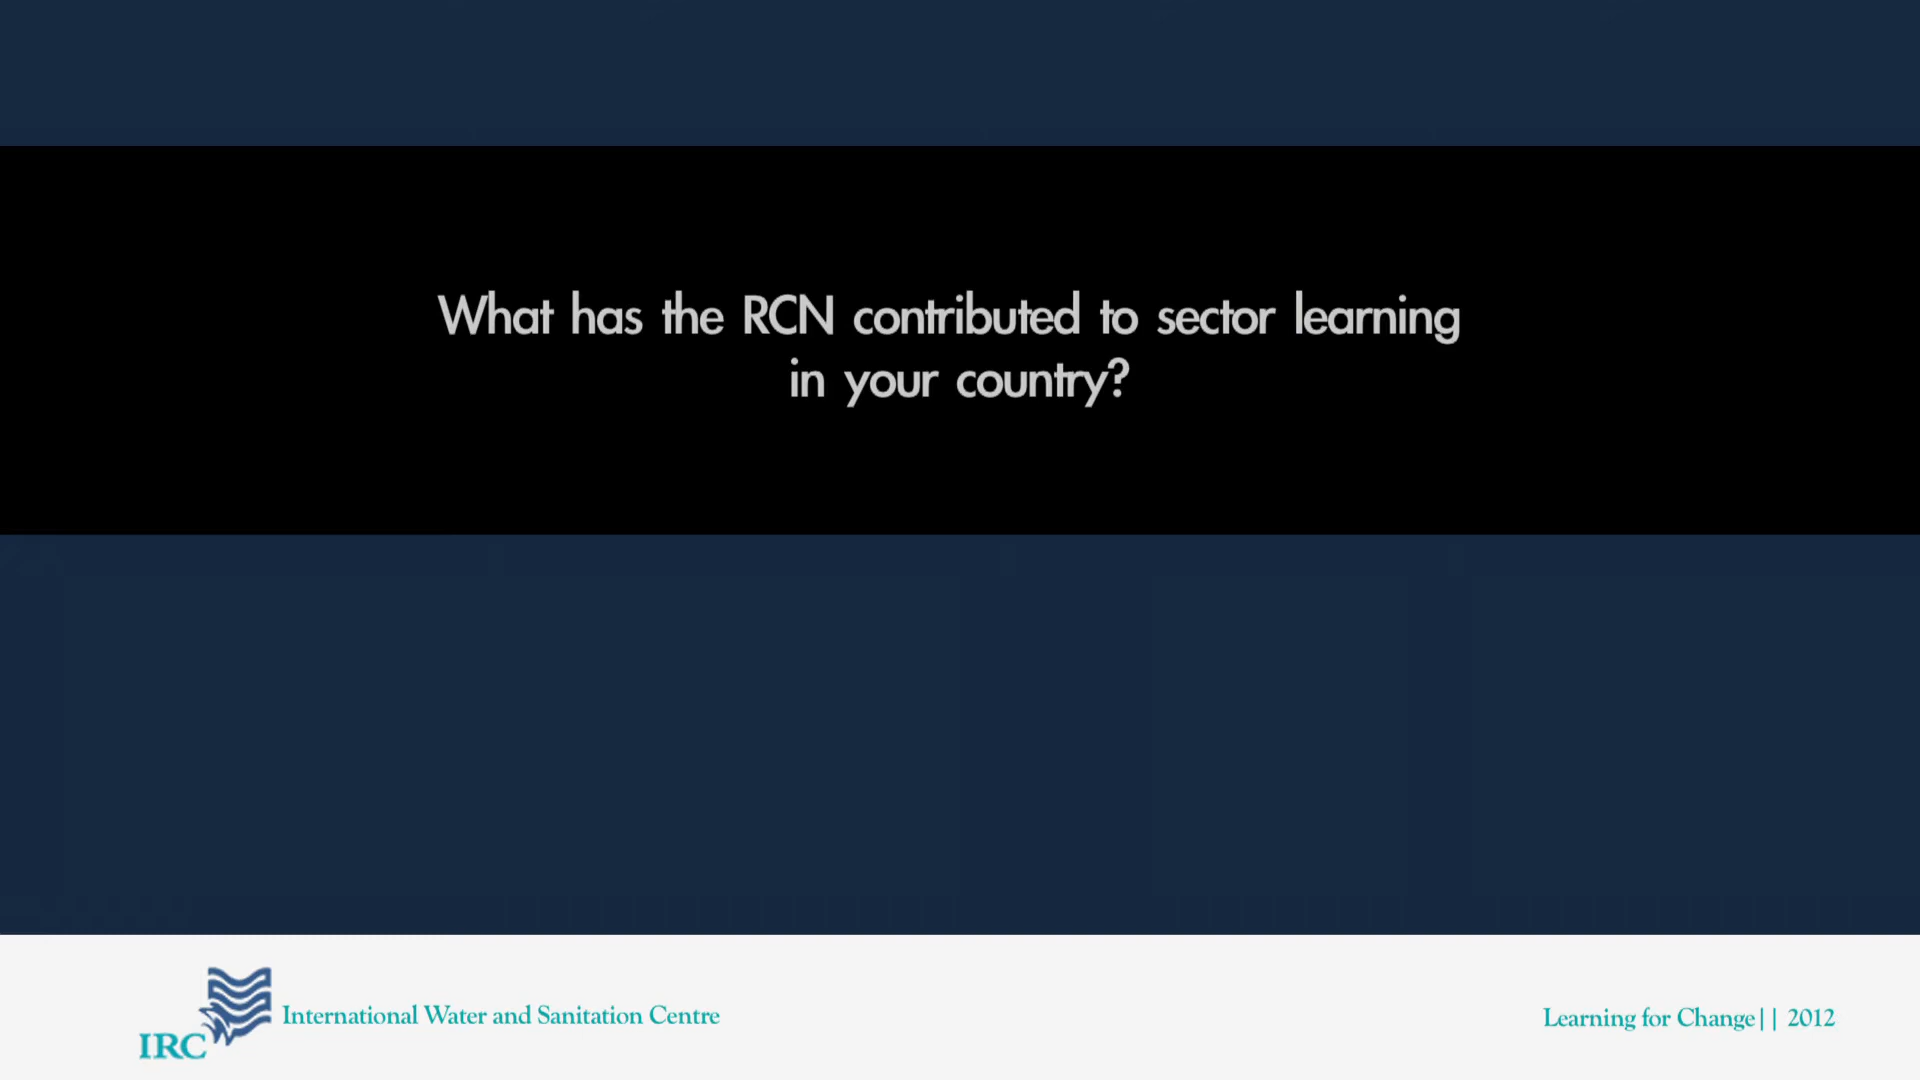 What has the RCN contributed to sector learning
in your country?
IRC International Water and Sanitation Centre
Learning for Change|| 2012